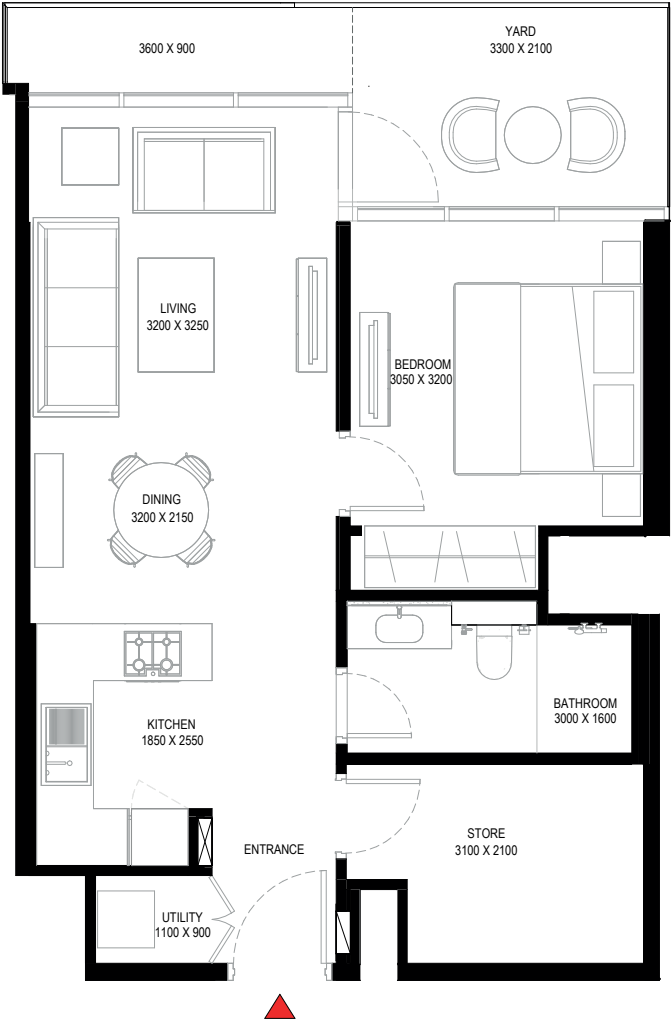 YARD
3300 X 2100
3600 X 900
LIVING
3200 X 3250
BEDROOM
3050 X 3200
DINING
3200 X 2150
KITCHEN
1850 X 2550
BATHROOM
3000 X 1600
STORE
3100 X 2100
ENTRANCE
UTILITY
1100 X 900